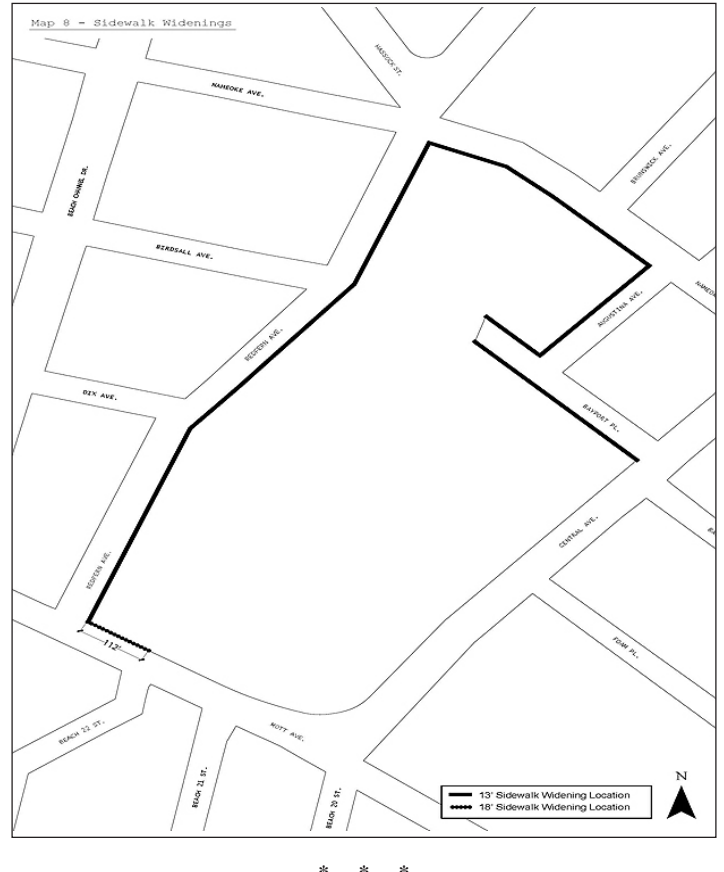 Map 8 - Sidewalk Widenings
HASSOCK ST.
NAMEOKE AVE.
BRUNSWICK AVE.
BEACH CHANNEL DR.
BIRDSALL AVE.
NAMEOK
AUGUSTINA AVE.
REDFERN AVE.
DIX AVE.
BAYPORT PL.
CENTRAL AVE.
BA
REDFERN AVE.
112'
FOAM PL.
BEACH 22 ST.
MOTT AVE.
BEACH 21 ST.
BEACH 20 ST.
N
13' Sidewalk Widening Location
18' Sidewalk Widening Location
* * *